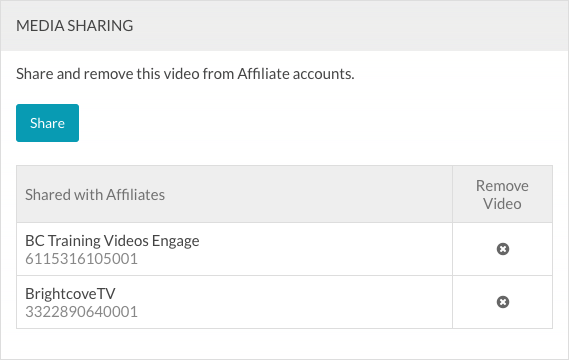 MEDIA SHARING
Share and remove this video from Affiliate accounts.
Share
Shared with Affiliates
Remove
Video
BC Training Videos Engage
6115316105001
BrightcoveTV
3322890640001